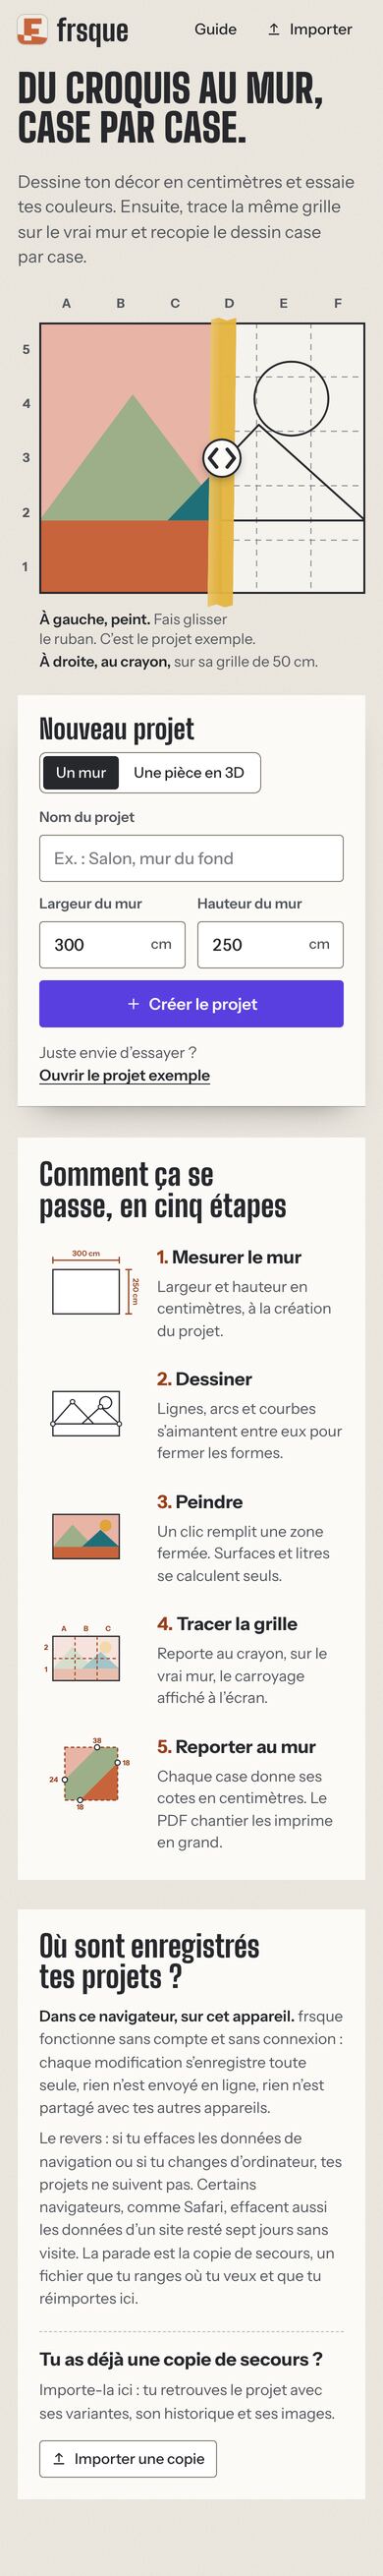 frsque
Guide
Importer
DU CROQUIS AU MUR,
CASE PAR CASE.
Dessine ton décor en centimètres et essaie
tes couleurs. Ensuite, trace la même grille
sur le vrai mur et recopie le dessin case
par case.
A B C D E F
5
4
3
2
1
À gauche, peint. Fais glisser
le ruban. C’est le projet exemple.
À droite, au crayon, sur sa grille de 50 cm.
Nouveau projet
Un mur
Une pièce en 3D
Nom du projet
Ex. : Salon, mur du fond
Largeur du mur
Hauteur du mur
300 cm
250 cm
Créer le projet
Juste envie d’essayer ?
Ouvrir le projet exemple
Comment ça se
passe, en cinq étapes
300 cm
250 cm
1. Mesurer le mur
Largeur et hauteur en
centimètres, à la création
du projet.
2. Dessiner
Lignes, arcs et courbes
s’aimantent entre eux pour
fermer les formes.
3. Peindre
Un clic remplit une zone
fermée. Surfaces et litres
se calculent seuls.
A B C
2
1
4. Tracer la grille
Reporte au crayon, sur le
vrai mur, le carroyage
affiché à l’écran.
38
18
24
18
5. Reporter au mur
Chaque case donne ses
cotes en centimètres. Le
PDF chantier les imprime
en grand.
Où sont enregistrés
tes projets ?
Dans ce navigateur, sur cet appareil. frsque
fonctionne sans compte et sans connexion :
chaque modification s’enregistre toute
seule, rien n’est envoyé en ligne, rien n’est
partagé avec tes autres appareils.
Le revers : si tu effaces les données de
navigation ou si tu changes d’ordinateur, tes
projets ne suivent pas. Certains
navigateurs, comme Safari, effacent aussi
les données d’un site resté sept jours sans
visite. La parade est la copie de secours, un
fichier que tu ranges où tu veux et que tu
réimportes ici.
Tu as déjà une copie de secours ?
Importe-la ici : tu retrouves le projet avec
ses variantes, son historique et ses images.
Importer une copie